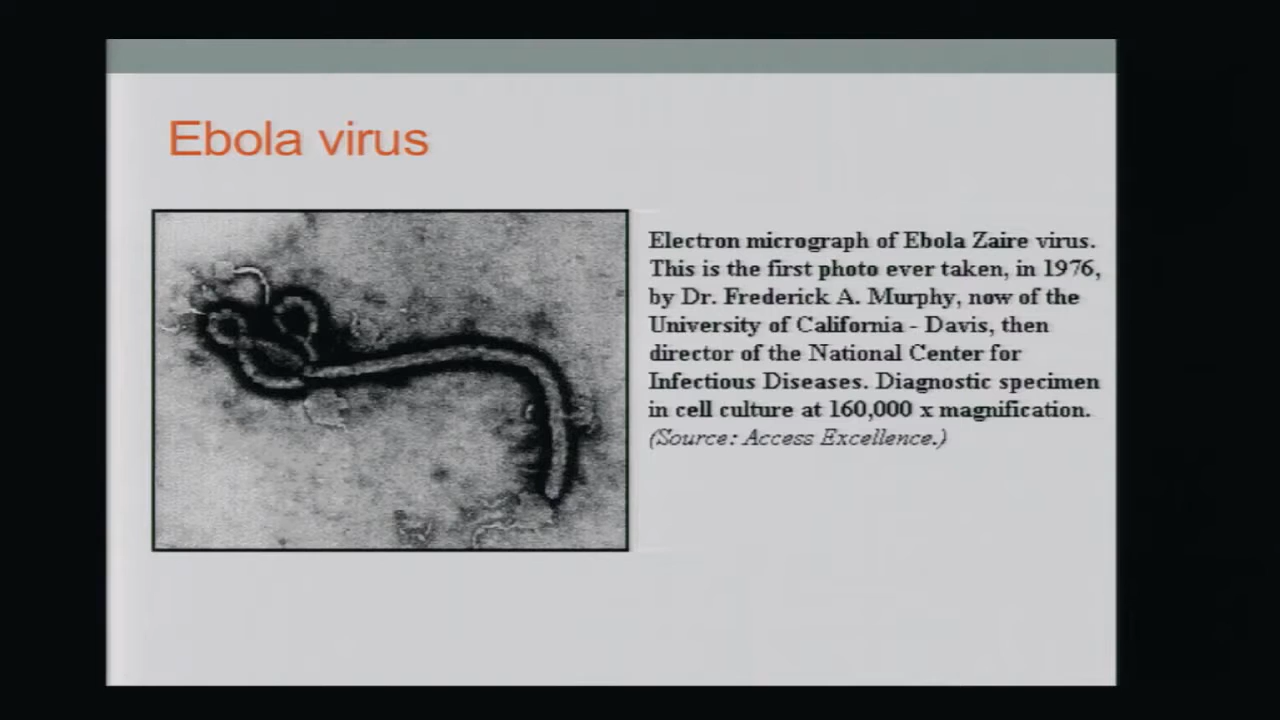 Ebola virus
Electron micrograph of Ebola Zaire virus.
This is the first photo ever taken, in 1976,
by Dr. Frederick A. Murphy, now of the
University of California - Davis, then
director of the National Center for
Infectious Diseases. Diagnostic specimen
in cell culture at 160,000 x magnification.
(Source: Access Excellence.)